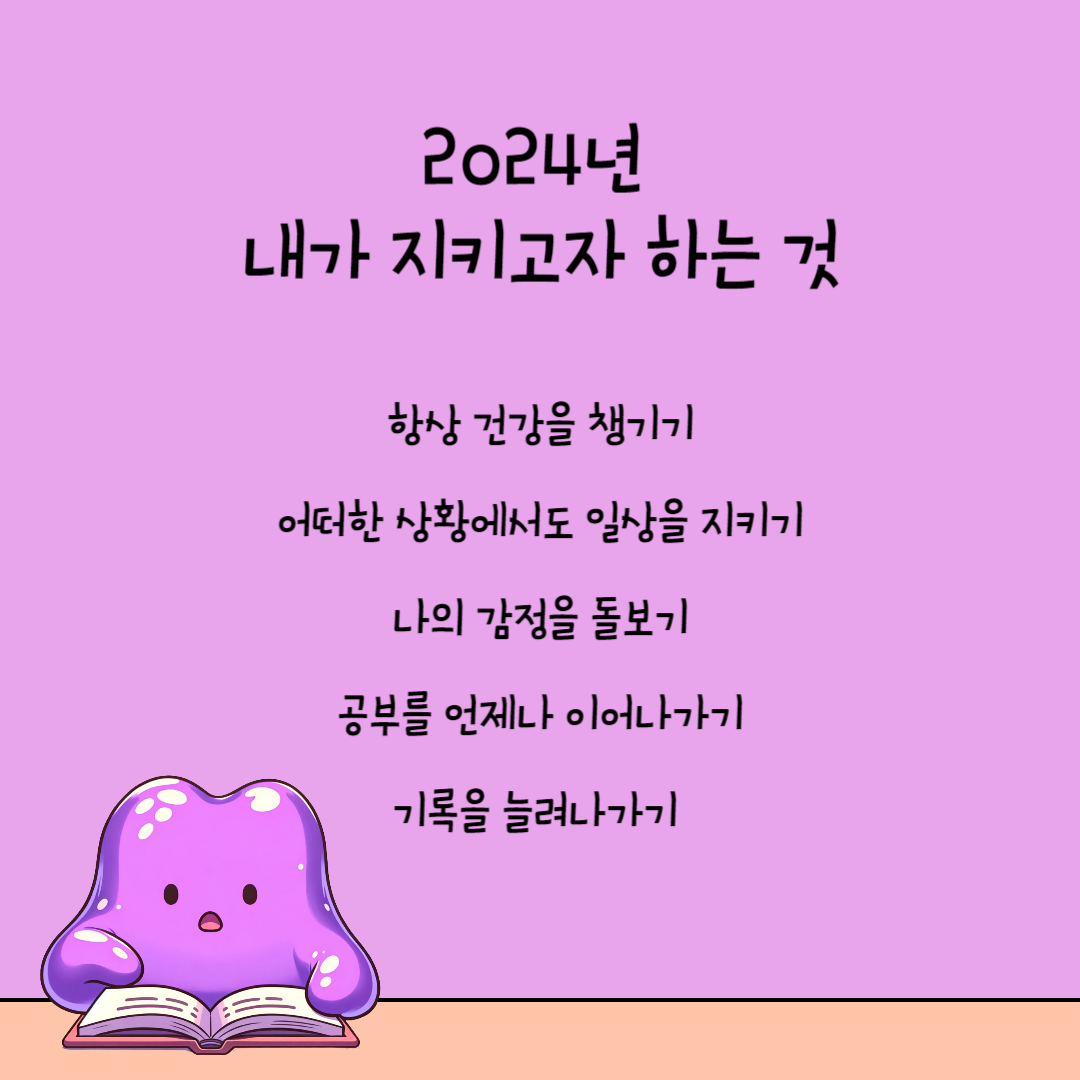 2024년
내가 지키고자 하는 것
항상 건강을 챙기기
어떠한 상황에서도 일상을 지키기
나의 감정을 돌보기
공부를 언제나 이어나가기
기록을 늘려나가기